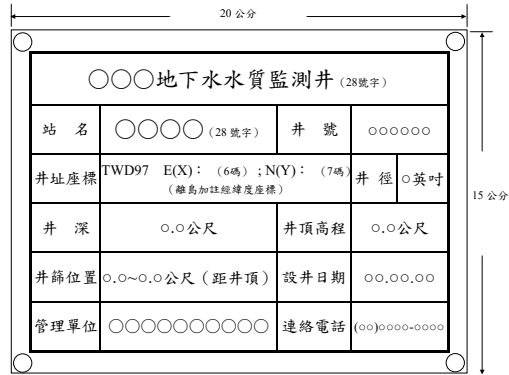 20 公分
○○○地下水水質監測井(28號字)
站 名 ○○○○(28 號字) 井 號 ○○○○○○
井址座標 TWD97 E(X)： (6碼) ; N(Y)： (7碼) 井 徑 ○英吋
(離島加註經緯度座標)
15 公分
井 深 ○.○公尺 井頂高程 ○.○公尺
井篩位置 ○.○~○.○公尺（距井頂） 設井日期 ○○.○○.○○
管理單位 ○○○○○○○○○○ 連絡電話 (○○)○○○○-○○○○